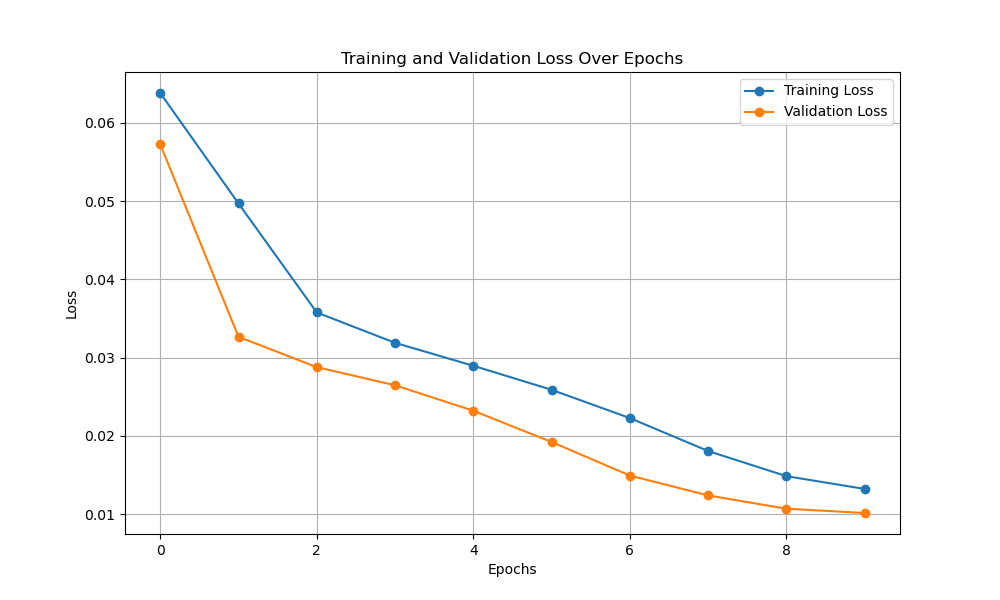 Training and Validation Loss Over Epochs
Training Loss
Validation Loss
0.06
0.05
0.04
0.03
0.02
0.01
Loss
0 2 4 6 8
Epochs